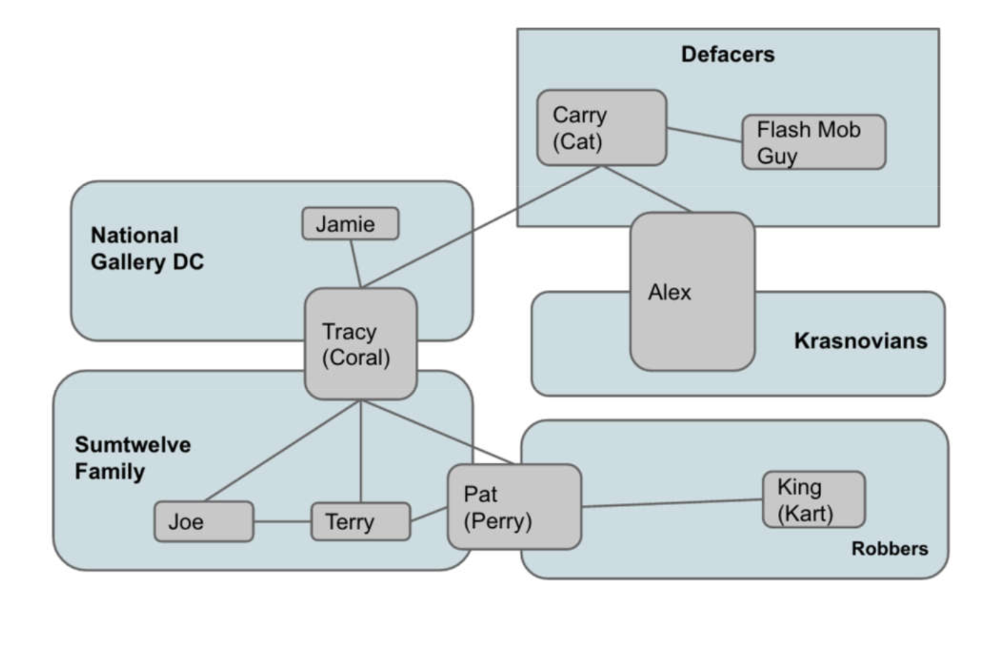 Defacers
Carry
(Cat)
Flash Mob
Guy
National
Gallery DC
Jamie
Alex
Tracy
(Coral)
Krasnovians
Sumtwelve
Family
Joe
Terry
Pat
(Perry)
King
(Kart)
Robbers